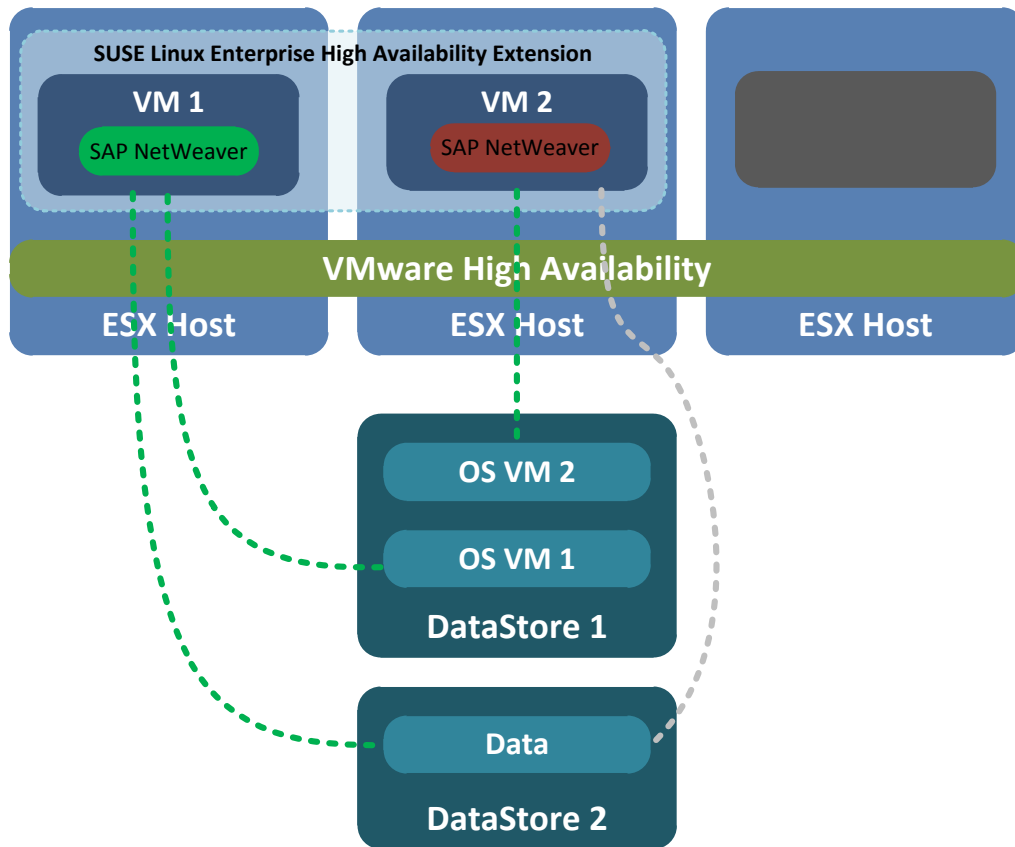 SUSE Linux Enterprise High Availability Extension
VM 1
VM 2
SAP NetWeaver
SAP NetWeaver
VMware High Availability
ESX Host
ESX Host
ESX Host
OS VM 2
OS VM 1
DataStore 1
Data
DataStore 2